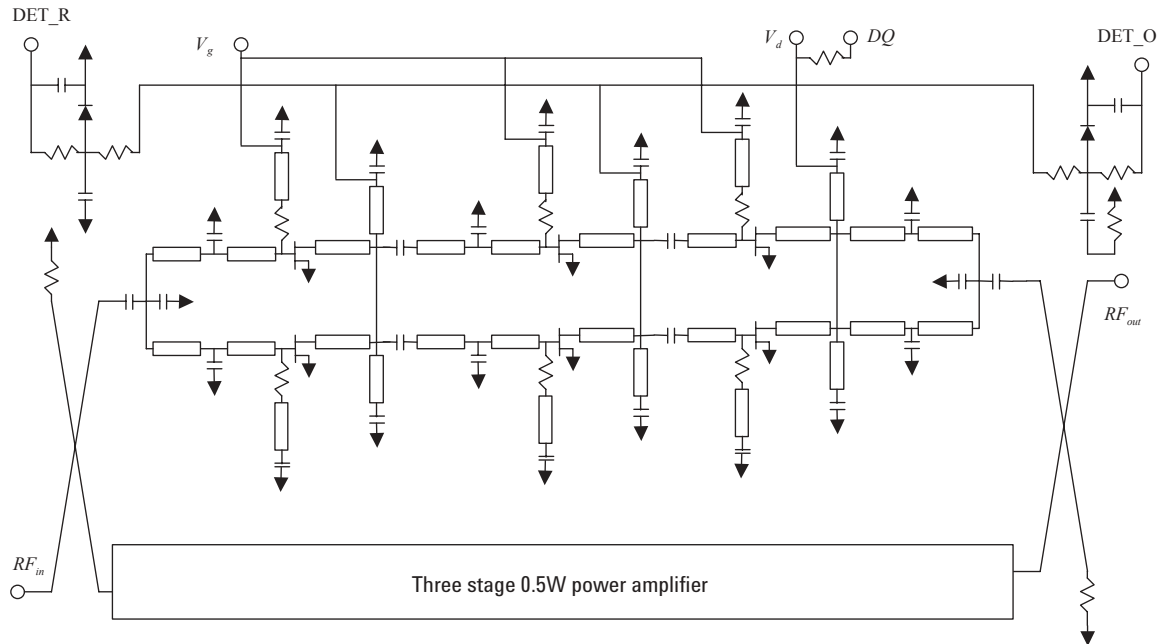 DET_R
V_g
V_d
DQ
DET_O
RF_out
RF_in
Three stage 0.5W power amplifier